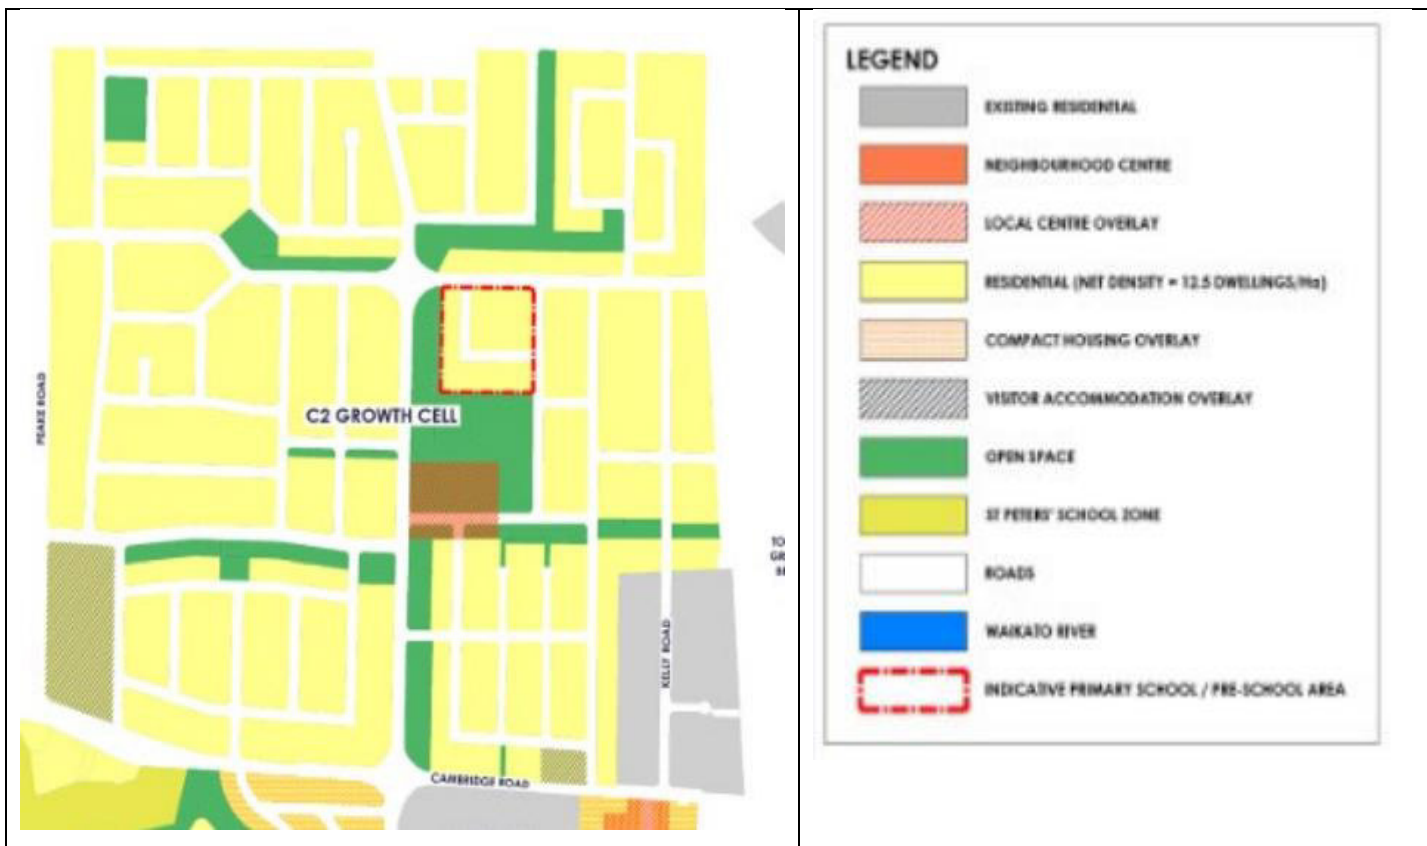 C2 GROWTH CELL
PEAKE ROAD
KELLY ROAD
CAMBRIDGE ROAD
TO
GR
LEGEND
EXISTING RESIDENTIAL
NEIGHBOURHOOD CENTRE
LOCAL CENTRE OVERLAY
RESIDENTIAL (NET DENSITY = 12.5 DWELLINGS/Ha)
COMPACT HOUSING OVERLAY
VISITOR ACCOMMODATION OVERLAY
OPEN SPACE
ST PETERS' SCHOOL ZONE
ROADS
WAIKATO RIVER
INDICATIVE PRIMARY SCHOOL / PRE-SCHOOL AREA